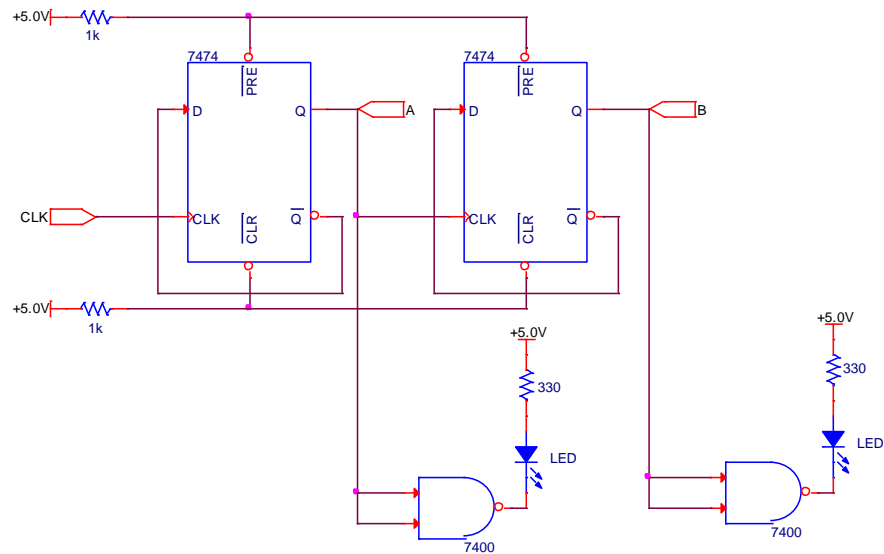 +5.0V
1k
7474
7474
PRE
PRE
D
Q
A
D
Q
B
CLK
CLK
CLR
Q
CLK
CLR
Q
+5.0V
1k
+5.0V
330
LED
7400
+5.0V
330
LED
7400